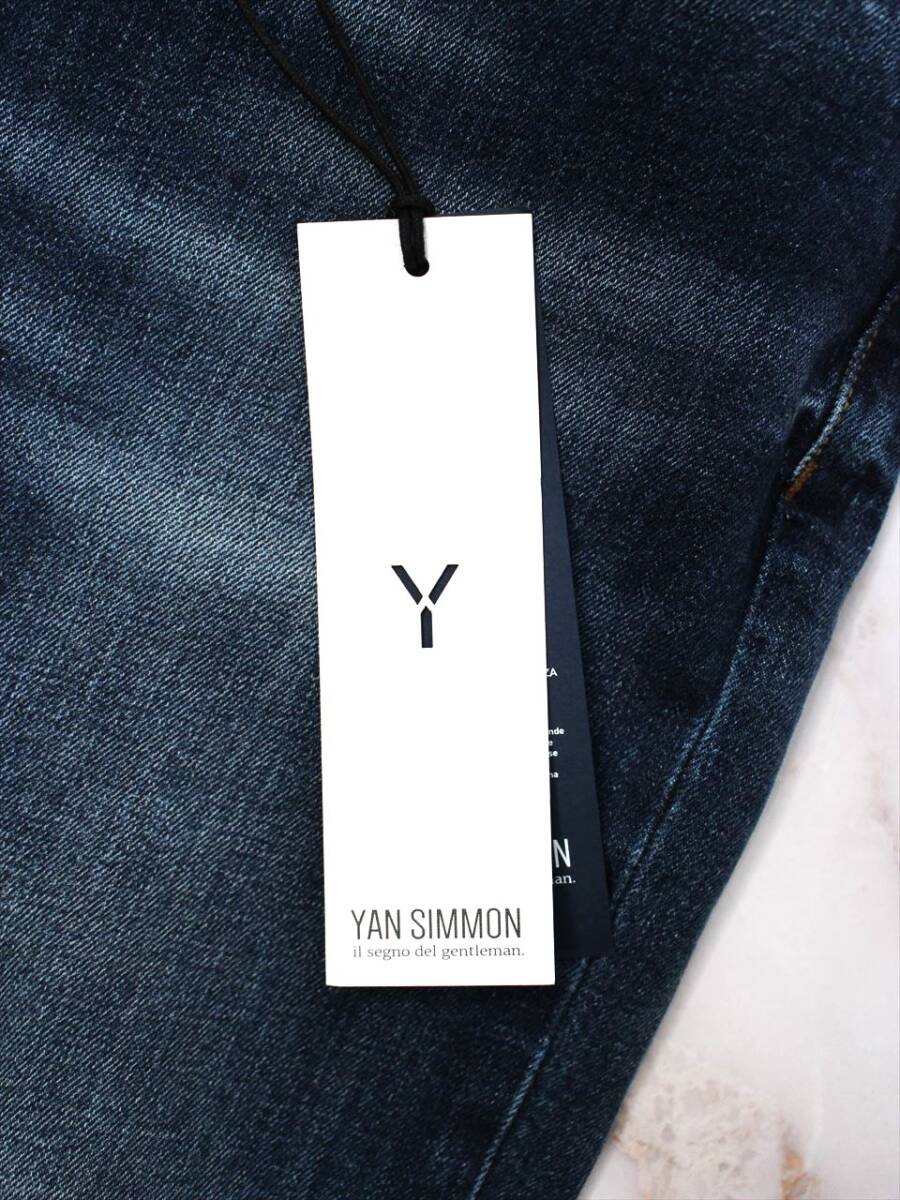 Y
YAN SIMMON
il segno del gentleman.